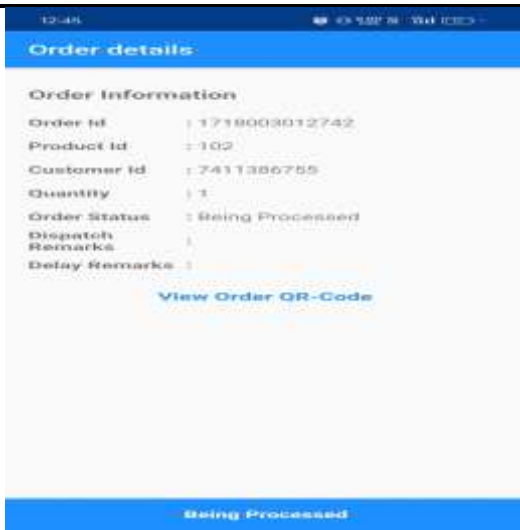 12:45
Order details
Order Information
Order Id : 1718003012742
Product Id : 102
Customer Id : 7411386755
Quantity : 1
Order Status : Being Processed
Dispatch
Remarks :
Delay Remarks :
View Order QR-Code
Being Processed